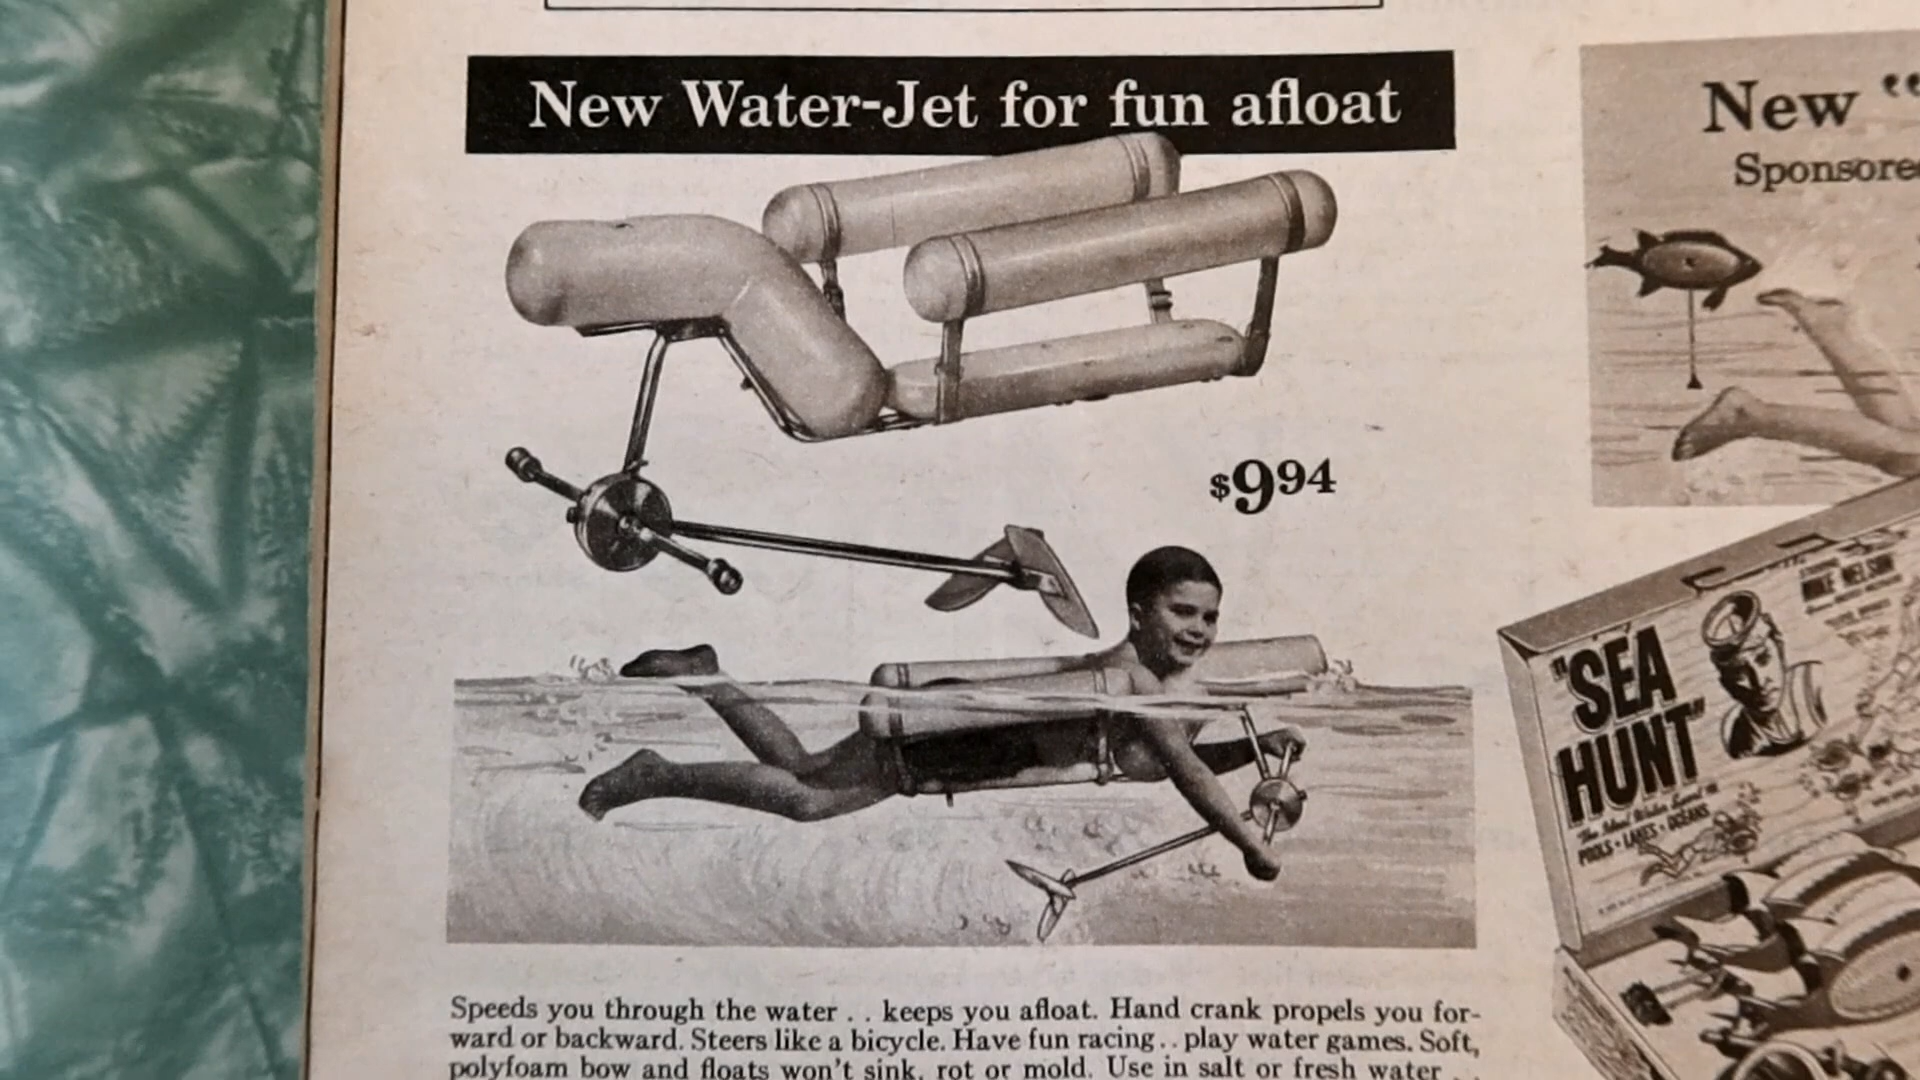 New Water-Jet for fun afloat
$9 94
Speeds you through the water . . keeps you afloat. Hand crank propels you for-
ward or backward. Steers like a bicycle. Have fun racing . . play water games. Soft,
polyfoam bow and floats won't sink, rot or mold. Use in salt or fresh water . .
New “
Sponsore
MIKE NELSON
"SEA
HUNT"
POOLS • LAKES • OCEANS